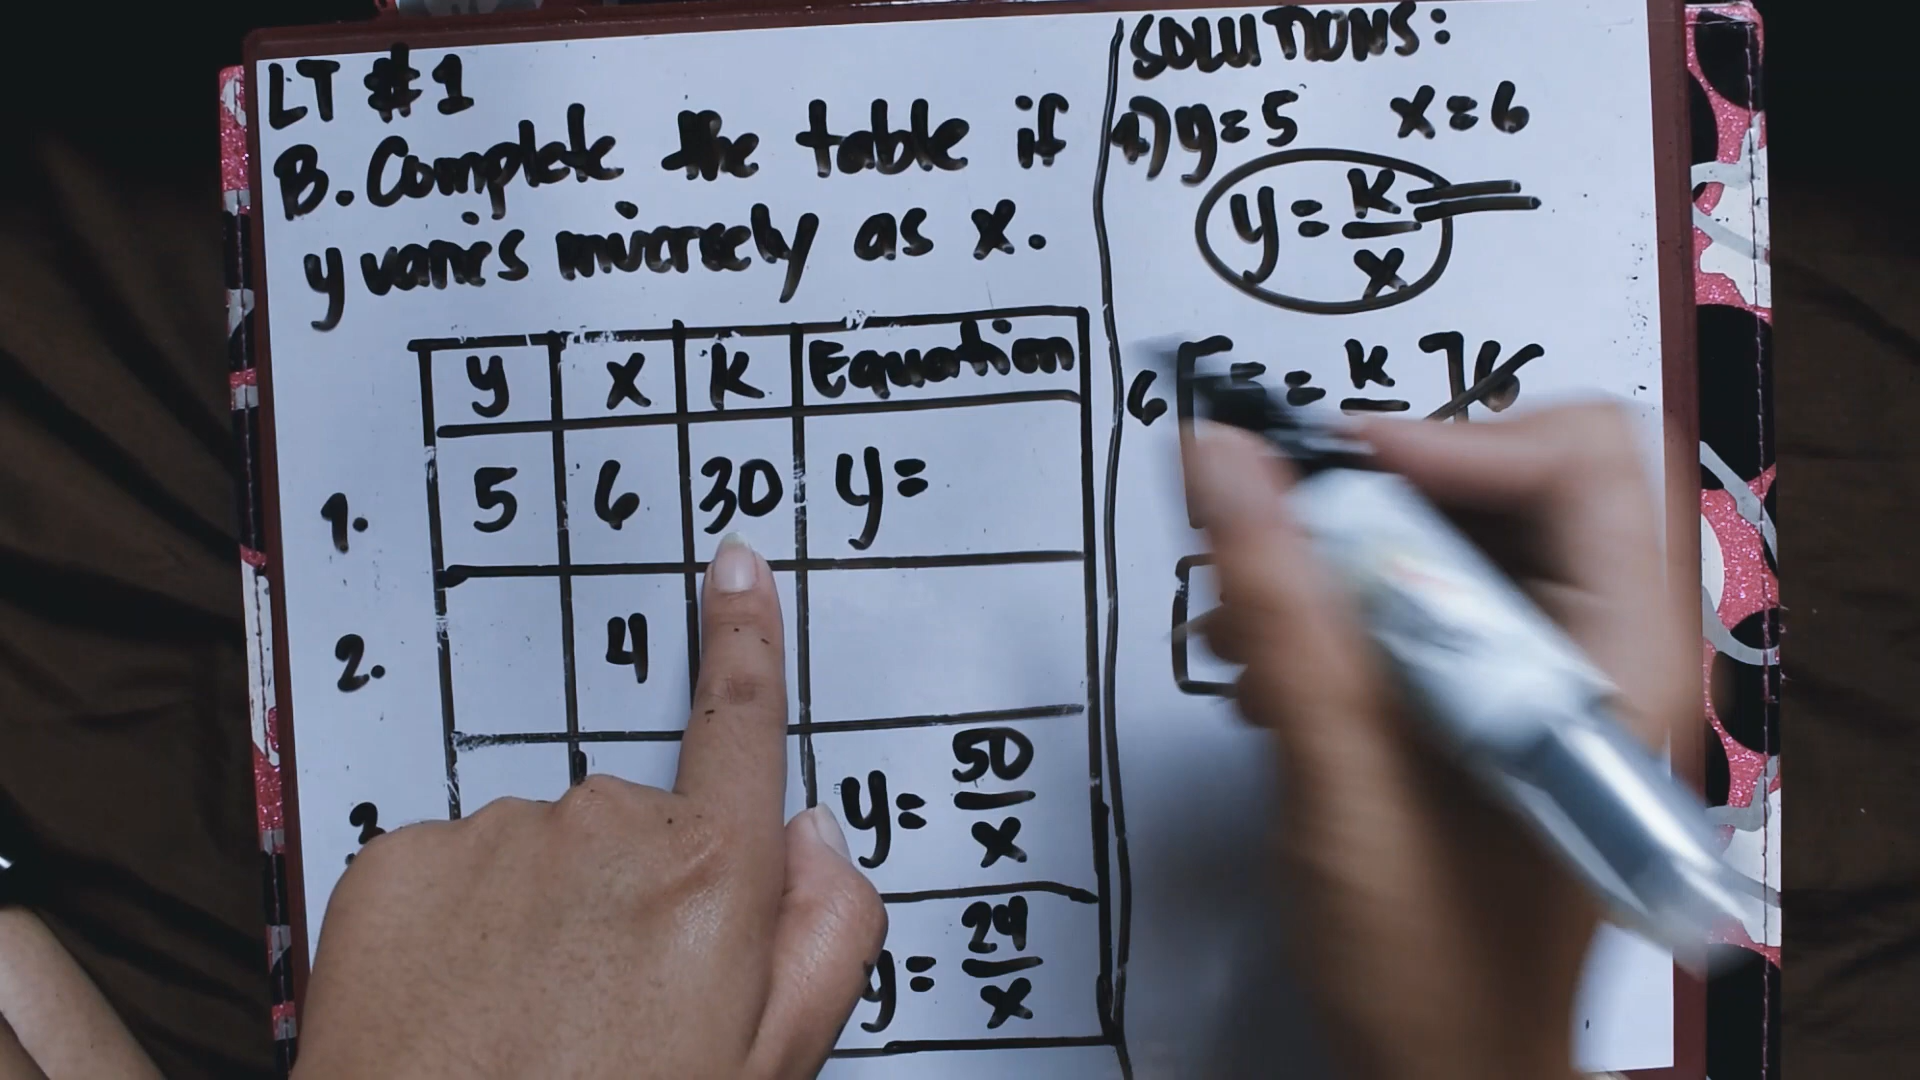 LT #1
B. Complete the table if
y varies inversely as x.
y x k Equation
1. 5 6 30 y=
2. 4
3. y= 50/x
y= 24/x
SOLUTIONS:
1) y=5 x=6
y= k/x
6 [ = k ] 6